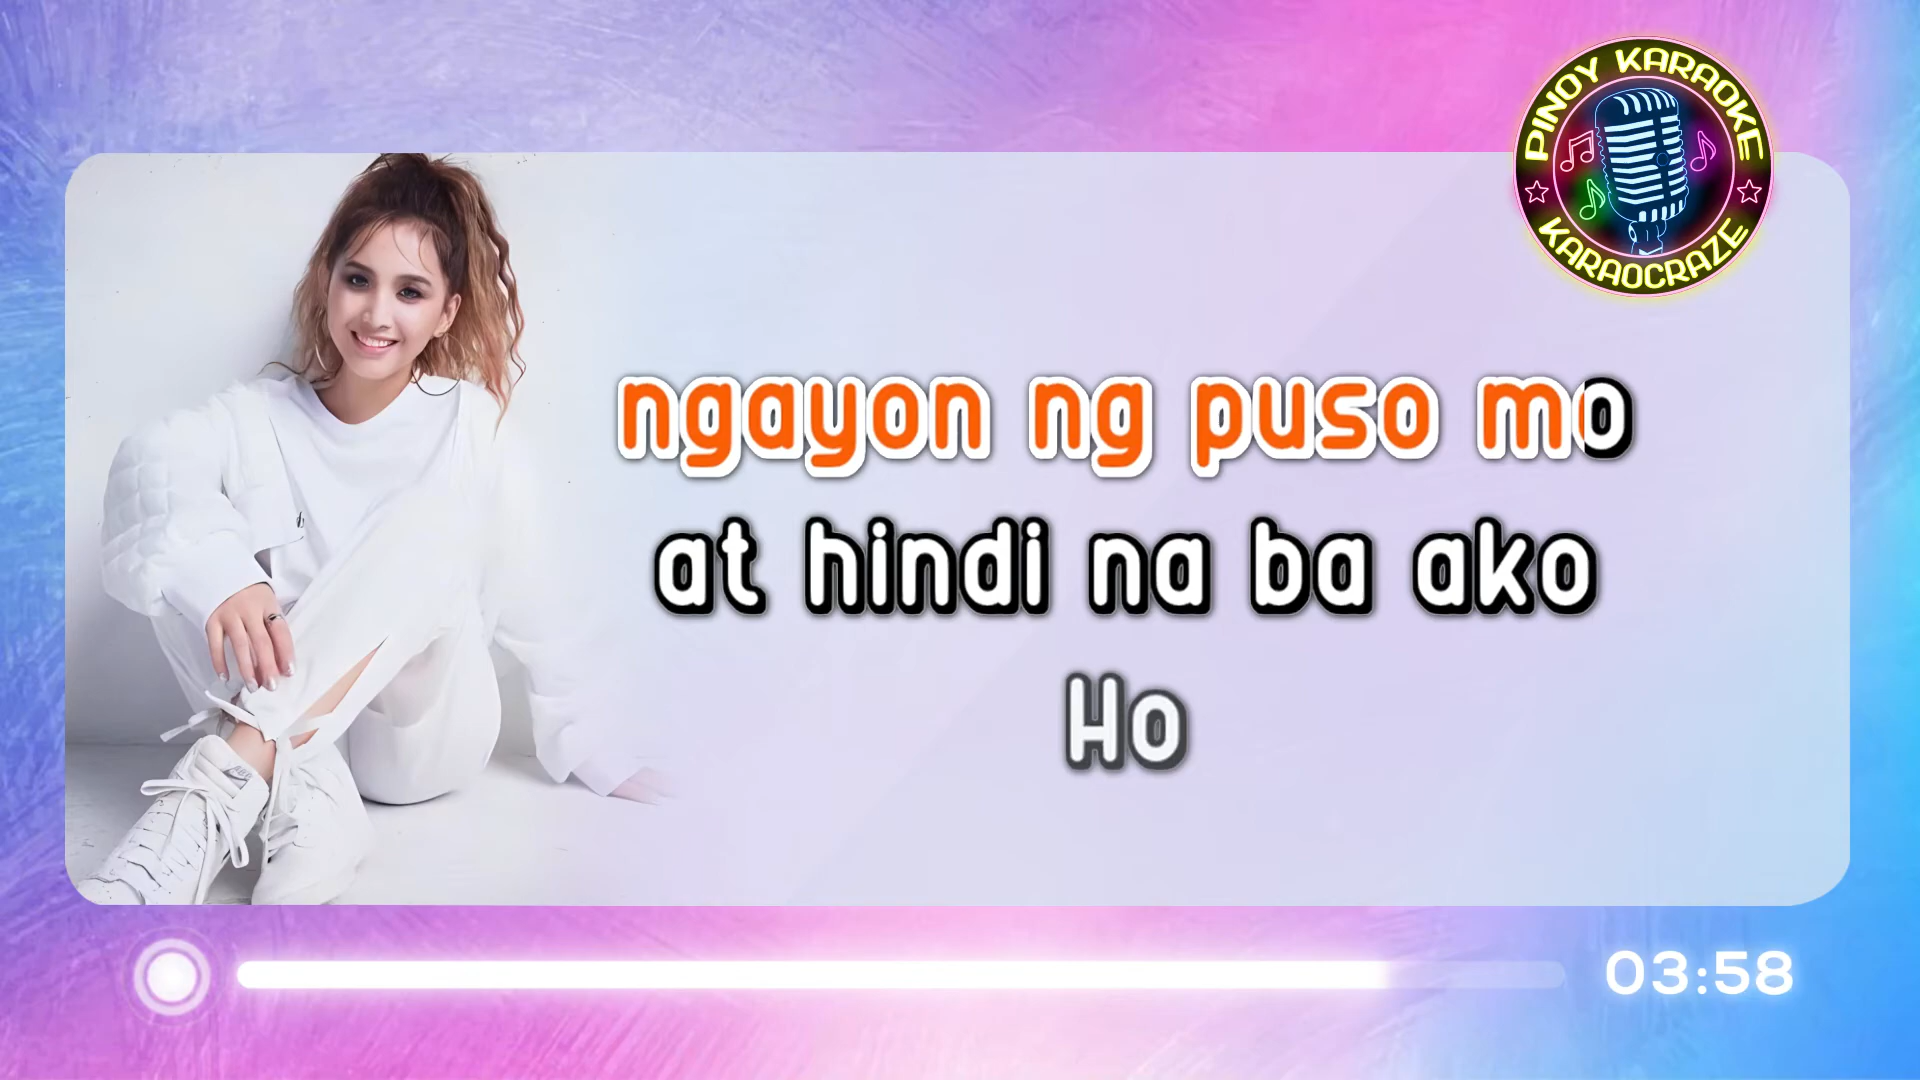 PINOY KARAOKE
KARAOCRAZE
ngayon ng puso mo
at hindi na ba ako
Ho
03:58